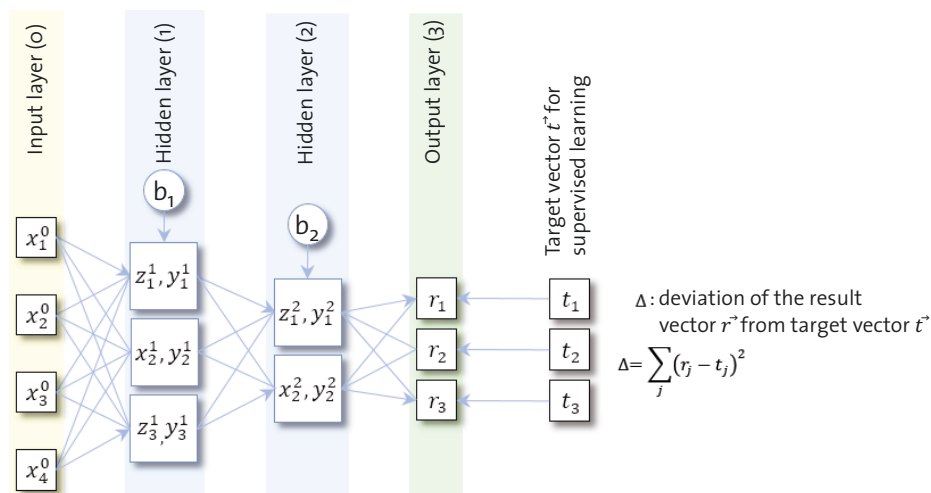 Input layer (0)
Hidden layer (1)
Hidden layer (2)
Output layer (3)
Target vector t⃗ for
supervised learning
b₁
b₂
x₁⁰
x₂⁰
x₃⁰
x₄⁰
z₁¹, y₁¹
x₂¹, y₂¹
z₃¹, y₃¹
z₁², y₁²
x₂², y₂²
r₁
r₂
r₃
t₁
t₂
t₃
Δ: deviation of the result
vector r⃗ from target vector t⃗
Δ= ∑ⱼ (rⱼ − tⱼ)²